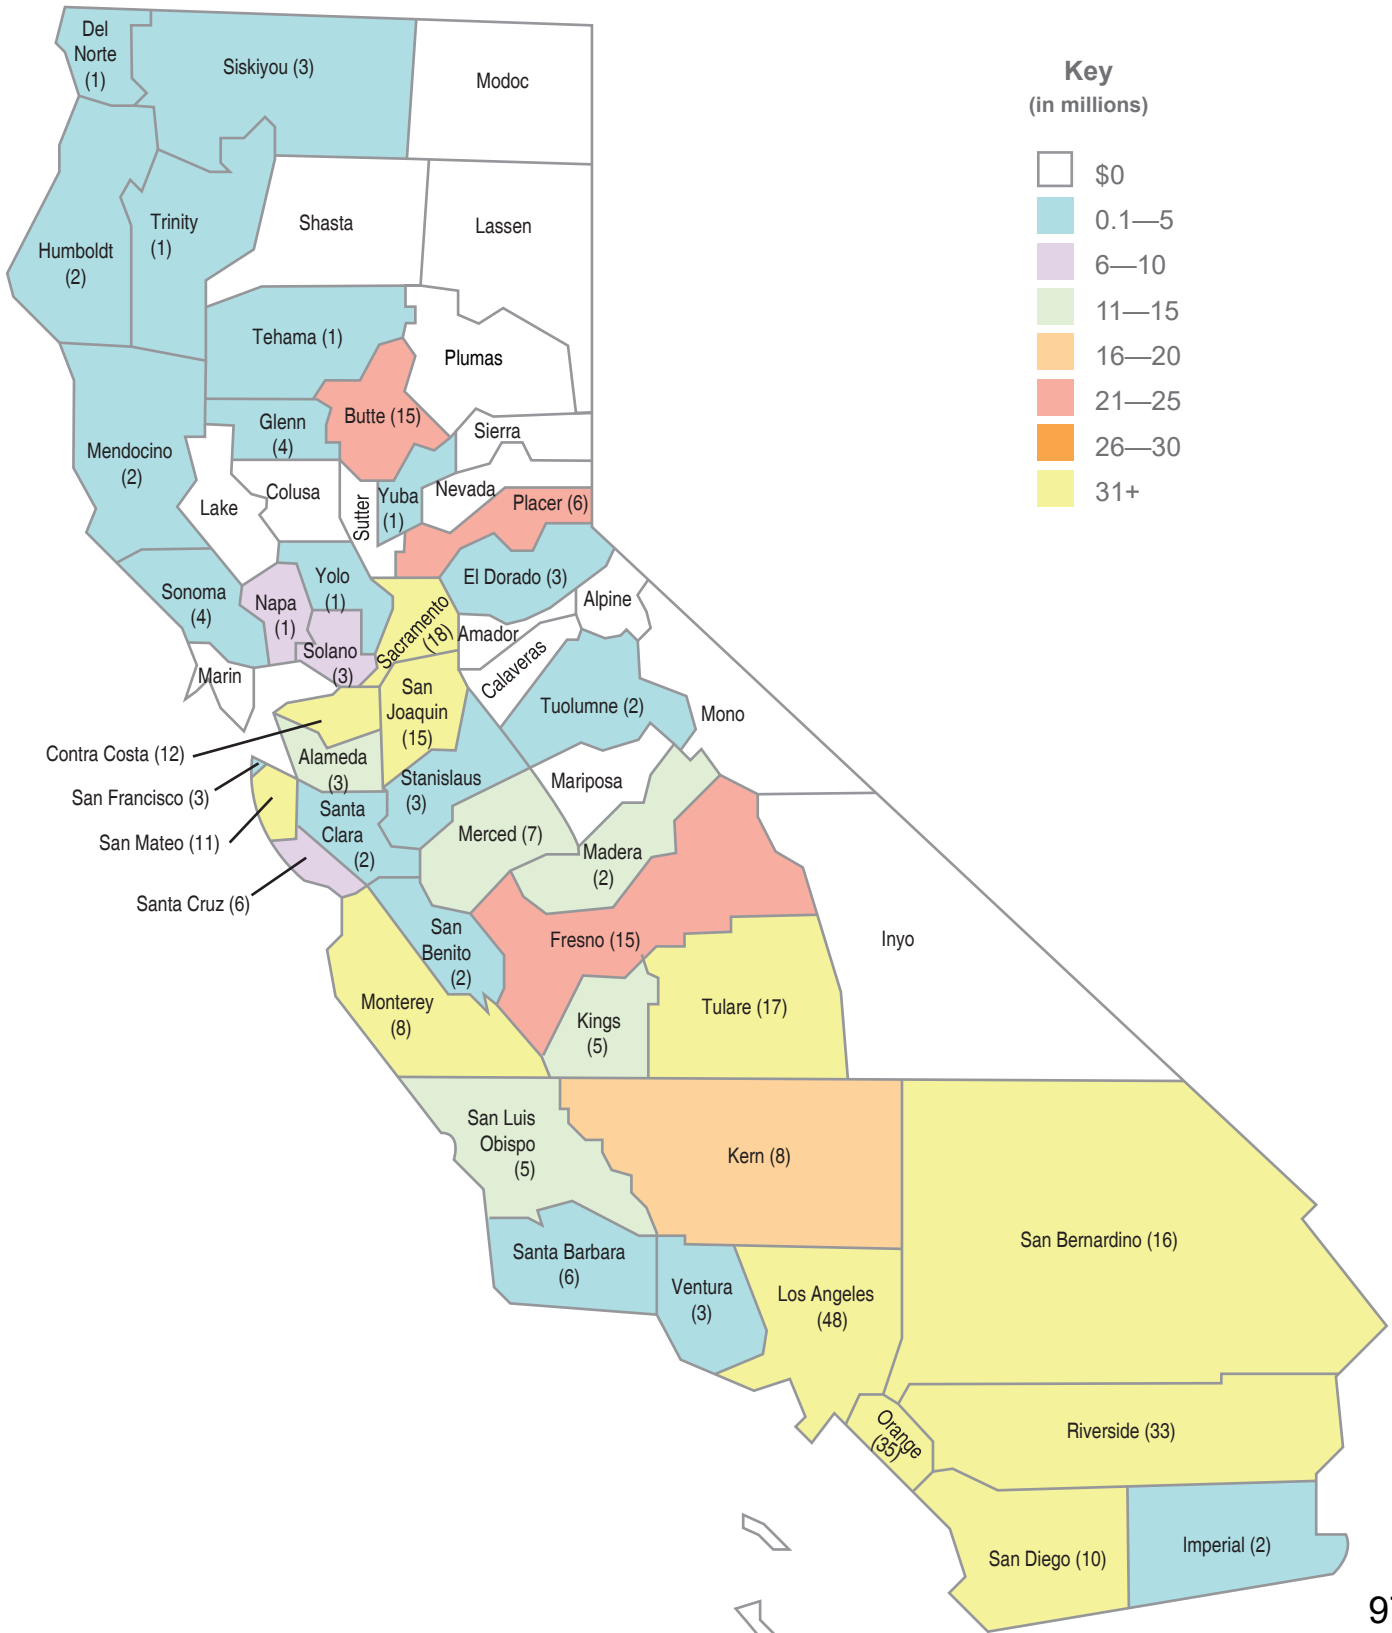 Del
Norte
(1)
Siskiyou (3)
Modoc
Key
(in millions)
$0
0.1—5
6—10
11—15
16—20
21—25
26—30
31+
Humboldt
(2)
Trinity
(1)
Shasta
Lassen
Tehama (1)
Plumas
Mendocino
(2)
Glenn
(4)
Butte (15)
Sierra
Lake
Colusa
Sutter
Yuba
(1)
Nevada
Placer (6)
Sonoma
(4)
Napa
(1)
Yolo
(1)
El Dorado (3)
Alpine
Solano
(3)
Sacramento
(18)
Amador
Calaveras
Marin
San
Joaquin
(15)
Tuolumne (2)
Mono
Contra Costa (12)
Alameda
(3)
Stanislaus
(3)
Mariposa
San Francisco (3)
Santa
Clara
(2)
San Mateo (11)
Merced (7)
Madera
(2)
Santa Cruz (6)
San
Benito
(2)
Fresno (15)
Inyo
Monterey
(8)
Kings
(5)
Tulare (17)
San Luis
Obispo
(5)
Kern (8)
San Bernardino (16)
Santa Barbara
(6)
Ventura
(3)
Los Angeles
(48)
Orange
(35)
Riverside (33)
San Diego (10)
Imperial (2)